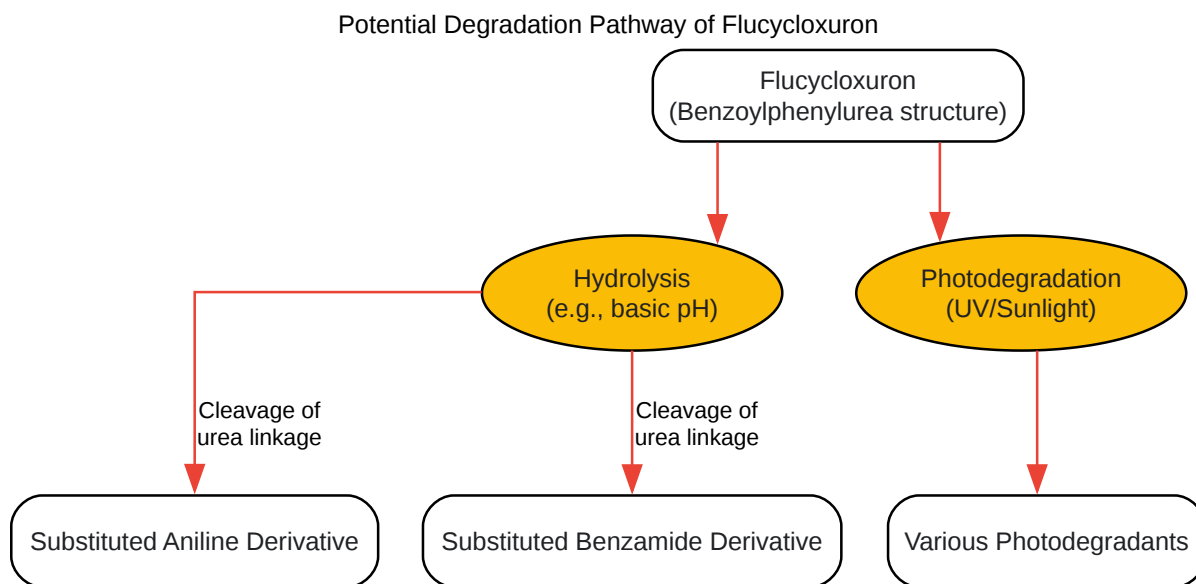 Potential Degradation Pathway of Flucycloxuron
Flucycloxuron
(Benzoylphenylurea structure)
Hydrolysis
(e.g., basic pH)
Photodegradation
(UV/Sunlight)
Cleavage of
urea linkage
Cleavage of
urea linkage
Substituted Aniline Derivative
Substituted Benzamide Derivative
Various Photodegradants